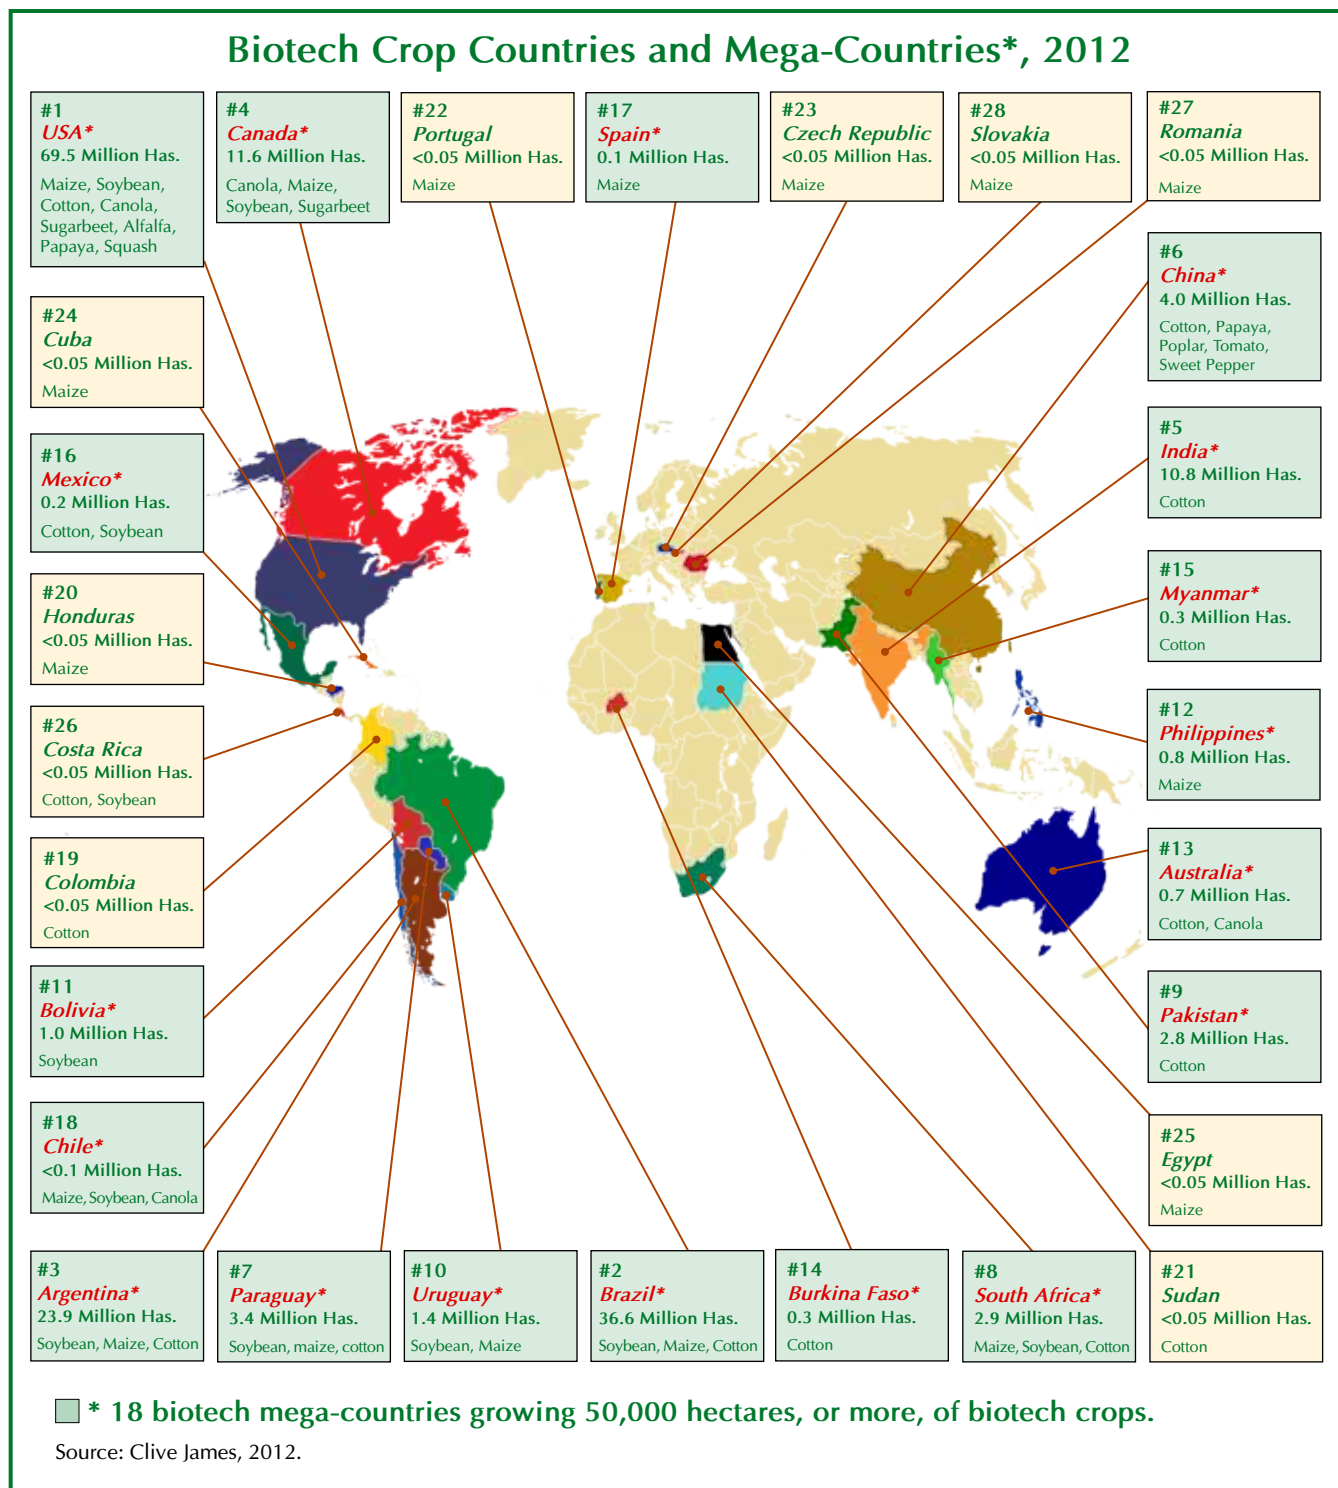 Biotech Crop Countries and Mega-Countries*, 2012
#1
USA*
69.5 Million Has.
Maize, Soybean,
Cotton, Canola,
Sugarbeet, Alfalfa,
Papaya, Squash
#4
Canada*
11.6 Million Has.
Canola, Maize,
Soybean, Sugarbeet
#22
Portugal
<0.05 Million Has.
Maize
#17
Spain*
0.1 Million Has.
Maize
#23
Czech Republic
<0.05 Million Has.
Maize
#28
Slovakia
<0.05 Million Has.
Maize
#27
Romania
<0.05 Million Has.
Maize
#24
Cuba
<0.05 Million Has.
Maize
#16
Mexico*
0.2 Million Has.
Cotton, Soybean
#20
Honduras
<0.05 Million Has.
Maize
#26
Costa Rica
<0.05 Million Has.
Cotton, Soybean
#19
Colombia
<0.05 Million Has.
Cotton
#11
Bolivia*
1.0 Million Has.
Soybean
#18
Chile*
<0.1 Million Has.
Maize, Soybean, Canola
#6
China*
4.0 Million Has.
Cotton, Papaya,
Poplar, Tomato,
Sweet Pepper
#5
India*
10.8 Million Has.
Cotton
#15
Myanmar*
0.3 Million Has.
Cotton
#12
Philippines*
0.8 Million Has.
Maize
#13
Australia*
0.7 Million Has.
Cotton, Canola
#9
Pakistan*
2.8 Million Has.
Cotton
#25
Egypt
<0.05 Million Has.
Maize
#3
Argentina*
23.9 Million Has.
Soybean, Maize, Cotton
#7
Paraguay*
3.4 Million Has.
Soybean, maize, cotton
#10
Uruguay*
1.4 Million Has.
Soybean, Maize
#2
Brazil*
36.6 Million Has.
Soybean, Maize, Cotton
#14
Burkina Faso*
0.3 Million Has.
Cotton
#8
South Africa*
2.9 Million Has.
Maize, Soybean, Cotton
#21
Sudan
<0.05 Million Has.
Cotton
* 18 biotech mega-countries growing 50,000 hectares, or more, of biotech crops.
Source: Clive James, 2012.